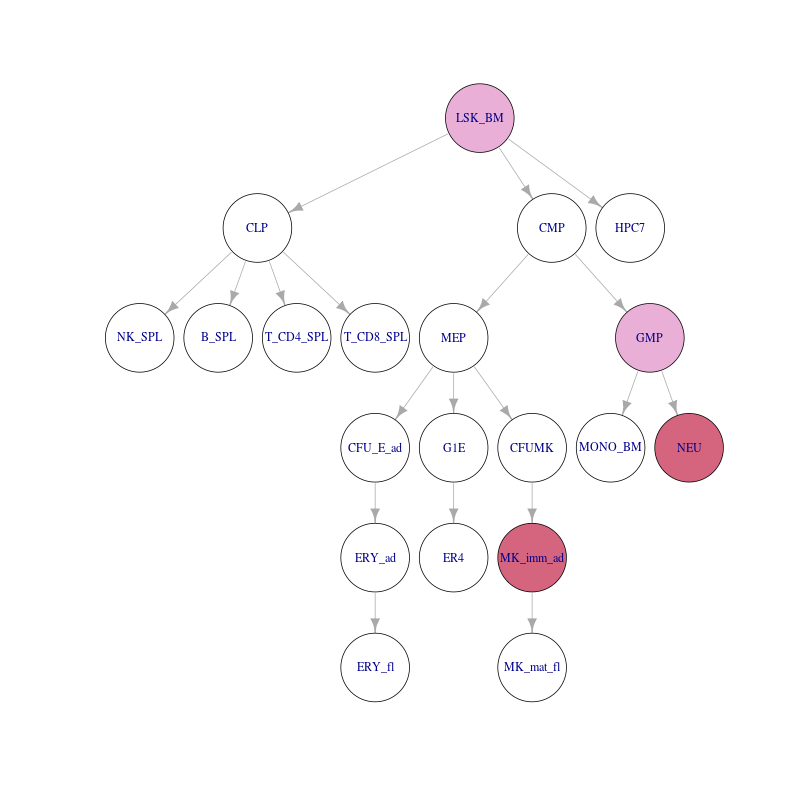 LSK_BM
CLP
CMP
HPC7
NK_SPL
B_SPL
T_CD4_SPL
T_CD8_SPL
MEP
GMP
CFU_E_ad
G1E
CFUMK
MONO_BM
NEU
ERY_ad
ER4
MK_imm_ad
ERY_fl
MK_mat_fl